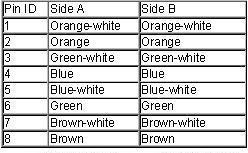 Pin ID Side A Side B
1 Orange-white Orange-white
2 Orange Orange
3 Green-white Green-white
4 Blue Blue
5 Blue-white Blue-white
6 Green Green
7 Brown-white Brown-white
8 Brown Brown